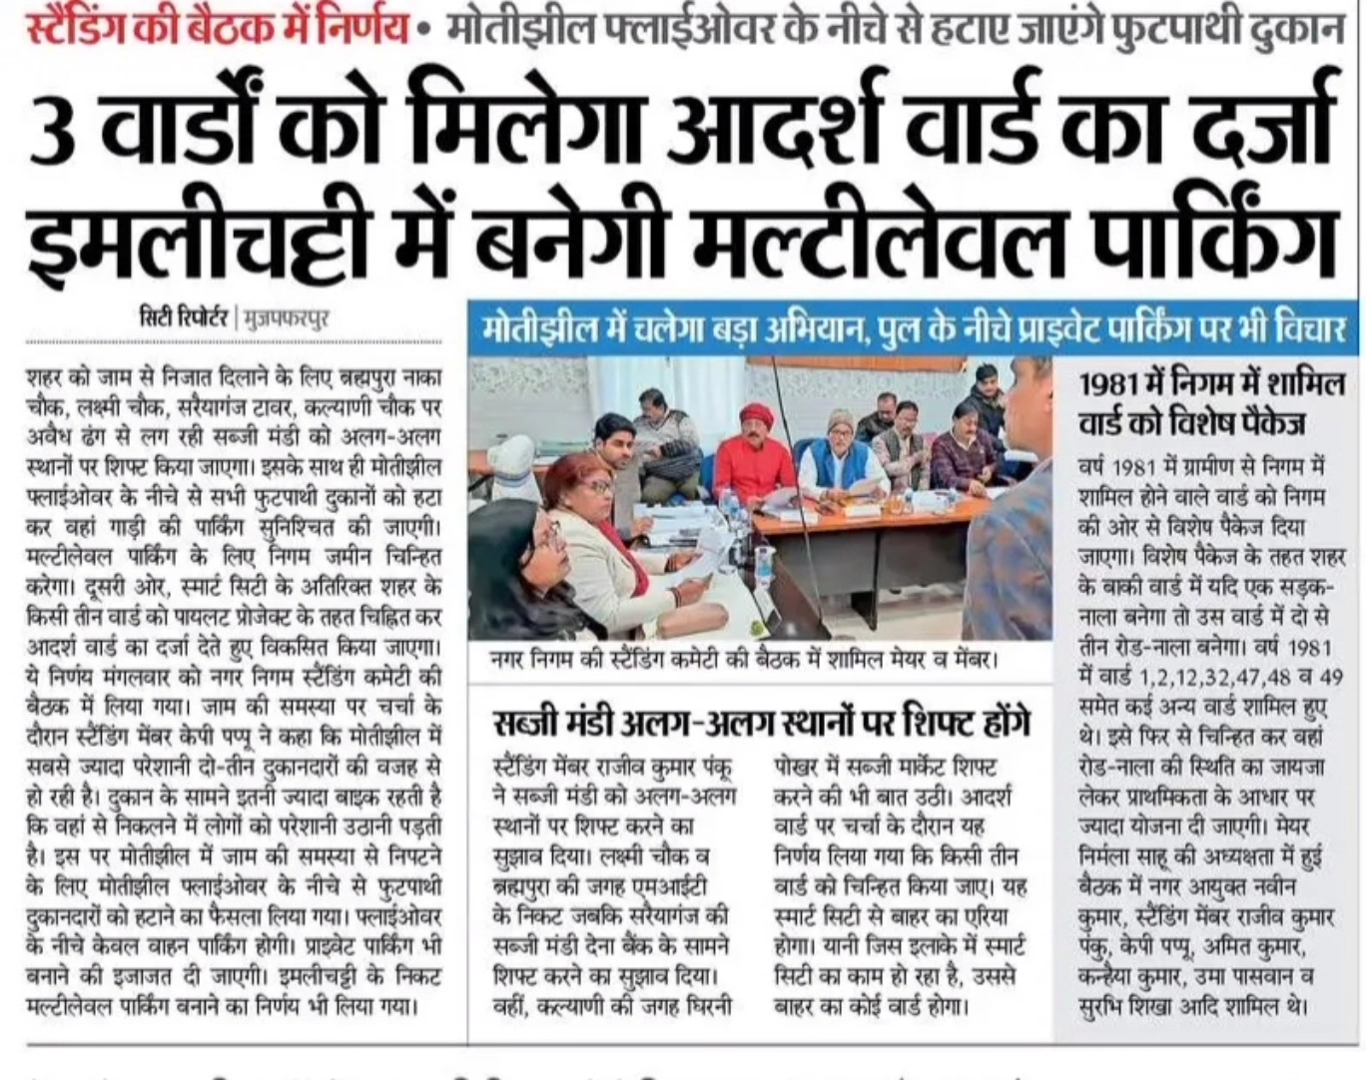 स्टैंडिंग की बैठक में निर्णय • मोतीझील फ्लाईओवर के नीचे से हटाए जाएंगे फुटपाथी दुकान
3 वार्डों को मिलेगा आदर्श वार्ड का दर्जा
इमलीचट्टी में बनेगी मल्टीलेवल पार्किंग
सिटी रिपोर्टर | मुजफ्फरपुर
शहर को जाम से निजात दिलाने के लिए ब्रह्मपुरा नाका
चौक, लक्ष्मी चौक, सरैयागंज टावर, कल्याणी चौक पर
अवैध ढंग से लग रही सब्जी मंडी को अलग-अलग
स्थानों पर शिफ्ट किया जाएगा। इसके साथ ही मोतीझील
फ्लाईओवर के नीचे से सभी फुटपाथी दुकानों को हटा
कर वहां गाड़ी की पार्किंग सुनिश्चित की जाएगी।
मल्टीलेवल पार्किंग के लिए निगम जमीन चिन्हित
करेगा। दूसरी ओर, स्मार्ट सिटी के अतिरिक्त शहर के
किसी तीन वार्ड को पायलट प्रोजेक्ट के तहत चिह्नित कर
आदर्श वार्ड का दर्जा देते हुए विकसित किया जाएगा।
ये निर्णय मंगलवार को नगर निगम स्टैंडिंग कमेटी की
बैठक में लिया गया। जाम की समस्या पर चर्चा के
दौरान स्टैंडिंग मेंबर केपी पप्पू ने कहा कि मोतीझील में
सबसे ज्यादा परेशानी दो-तीन दुकानदारों की वजह से
हो रही है। दुकान के सामने इतनी ज्यादा बाइक रहती है
कि वहां से निकलने में लोगों को परेशानी उठानी पड़ती
है। इस पर मोतीझील में जाम की समस्या से निपटने
के लिए मोतीझील फ्लाईओवर के नीचे से फुटपाथी
दुकानदारों को हटाने का फैसला लिया गया। फ्लाईओवर
के नीचे केवल वाहन पार्किंग होगी। प्राइवेट पार्किंग भी
बनाने की इजाजत दी जाएगी। इमलीचट्टी के निकट
मल्टीलेवल पार्किंग बनाने का निर्णय भी लिया गया।
मोतीझील में चलेगा बड़ा अभियान, पुल के नीचे प्राइवेट पार्किंग पर भी विचार
नगर निगम की स्टैंडिंग कमेटी की बैठक में शामिल मेयर व मेंबर।
सब्जी मंडी अलग-अलग स्थानों पर शिफ्ट होंगे
स्टैंडिंग मेंबर राजीव कुमार पंकू
ने सब्जी मंडी को अलग-अलग
स्थानों पर शिफ्ट करने का
सुझाव दिया। लक्ष्मी चौक व
ब्रह्मपुरा की जगह एमआईटी
के निकट जबकि सरैयागंज की
सब्जी मंडी देना बैंक के सामने
शिफ्ट करने का सुझाव दिया।
वहीं, कल्याणी की जगह घिरनी
पोखर में सब्जी मार्केट शिफ्ट
करने की भी बात उठी। आदर्श
वार्ड पर चर्चा के दौरान यह
निर्णय लिया गया कि किसी तीन
वार्ड को चिन्हित किया जाए। यह
स्मार्ट सिटी से बाहर का एरिया
होगा। यानी जिस इलाके में स्मार्ट
सिटी का काम हो रहा है, उससे
बाहर का कोई वार्ड होगा।
1981 में निगम में शामिल
वार्ड को विशेष पैकेज
वर्ष 1981 में ग्रामीण से निगम में
शामिल होने वाले वार्ड को निगम
की ओर से विशेष पैकेज दिया
जाएगा। विशेष पैकेज के तहत शहर
के बाकी वार्ड में यदि एक सड़क-
नाला बनेगा तो उस वार्ड में दो से
तीन रोड-नाला बनेगा। वर्ष 1981
में वार्ड 1,2,12,32,47,48 व 49
समेत कई अन्य वार्ड शामिल हुए
थे। इसे फिर से चिन्हित कर वहां
रोड-नाला की स्थिति का जायजा
लेकर प्राथमिकता के आधार पर
ज्यादा योजना दी जाएगी। मेयर
निर्मला साहू की अध्यक्षता में हुई
बैठक में नगर आयुक्त नवीन
कुमार, स्टैंडिंग मेंबर राजीव कुमार
पंकु, केपी पप्पू, अमित कुमार,
कन्हैया कुमार, उमा पासवान व
सुरभि शिखा आदि शामिल थे।